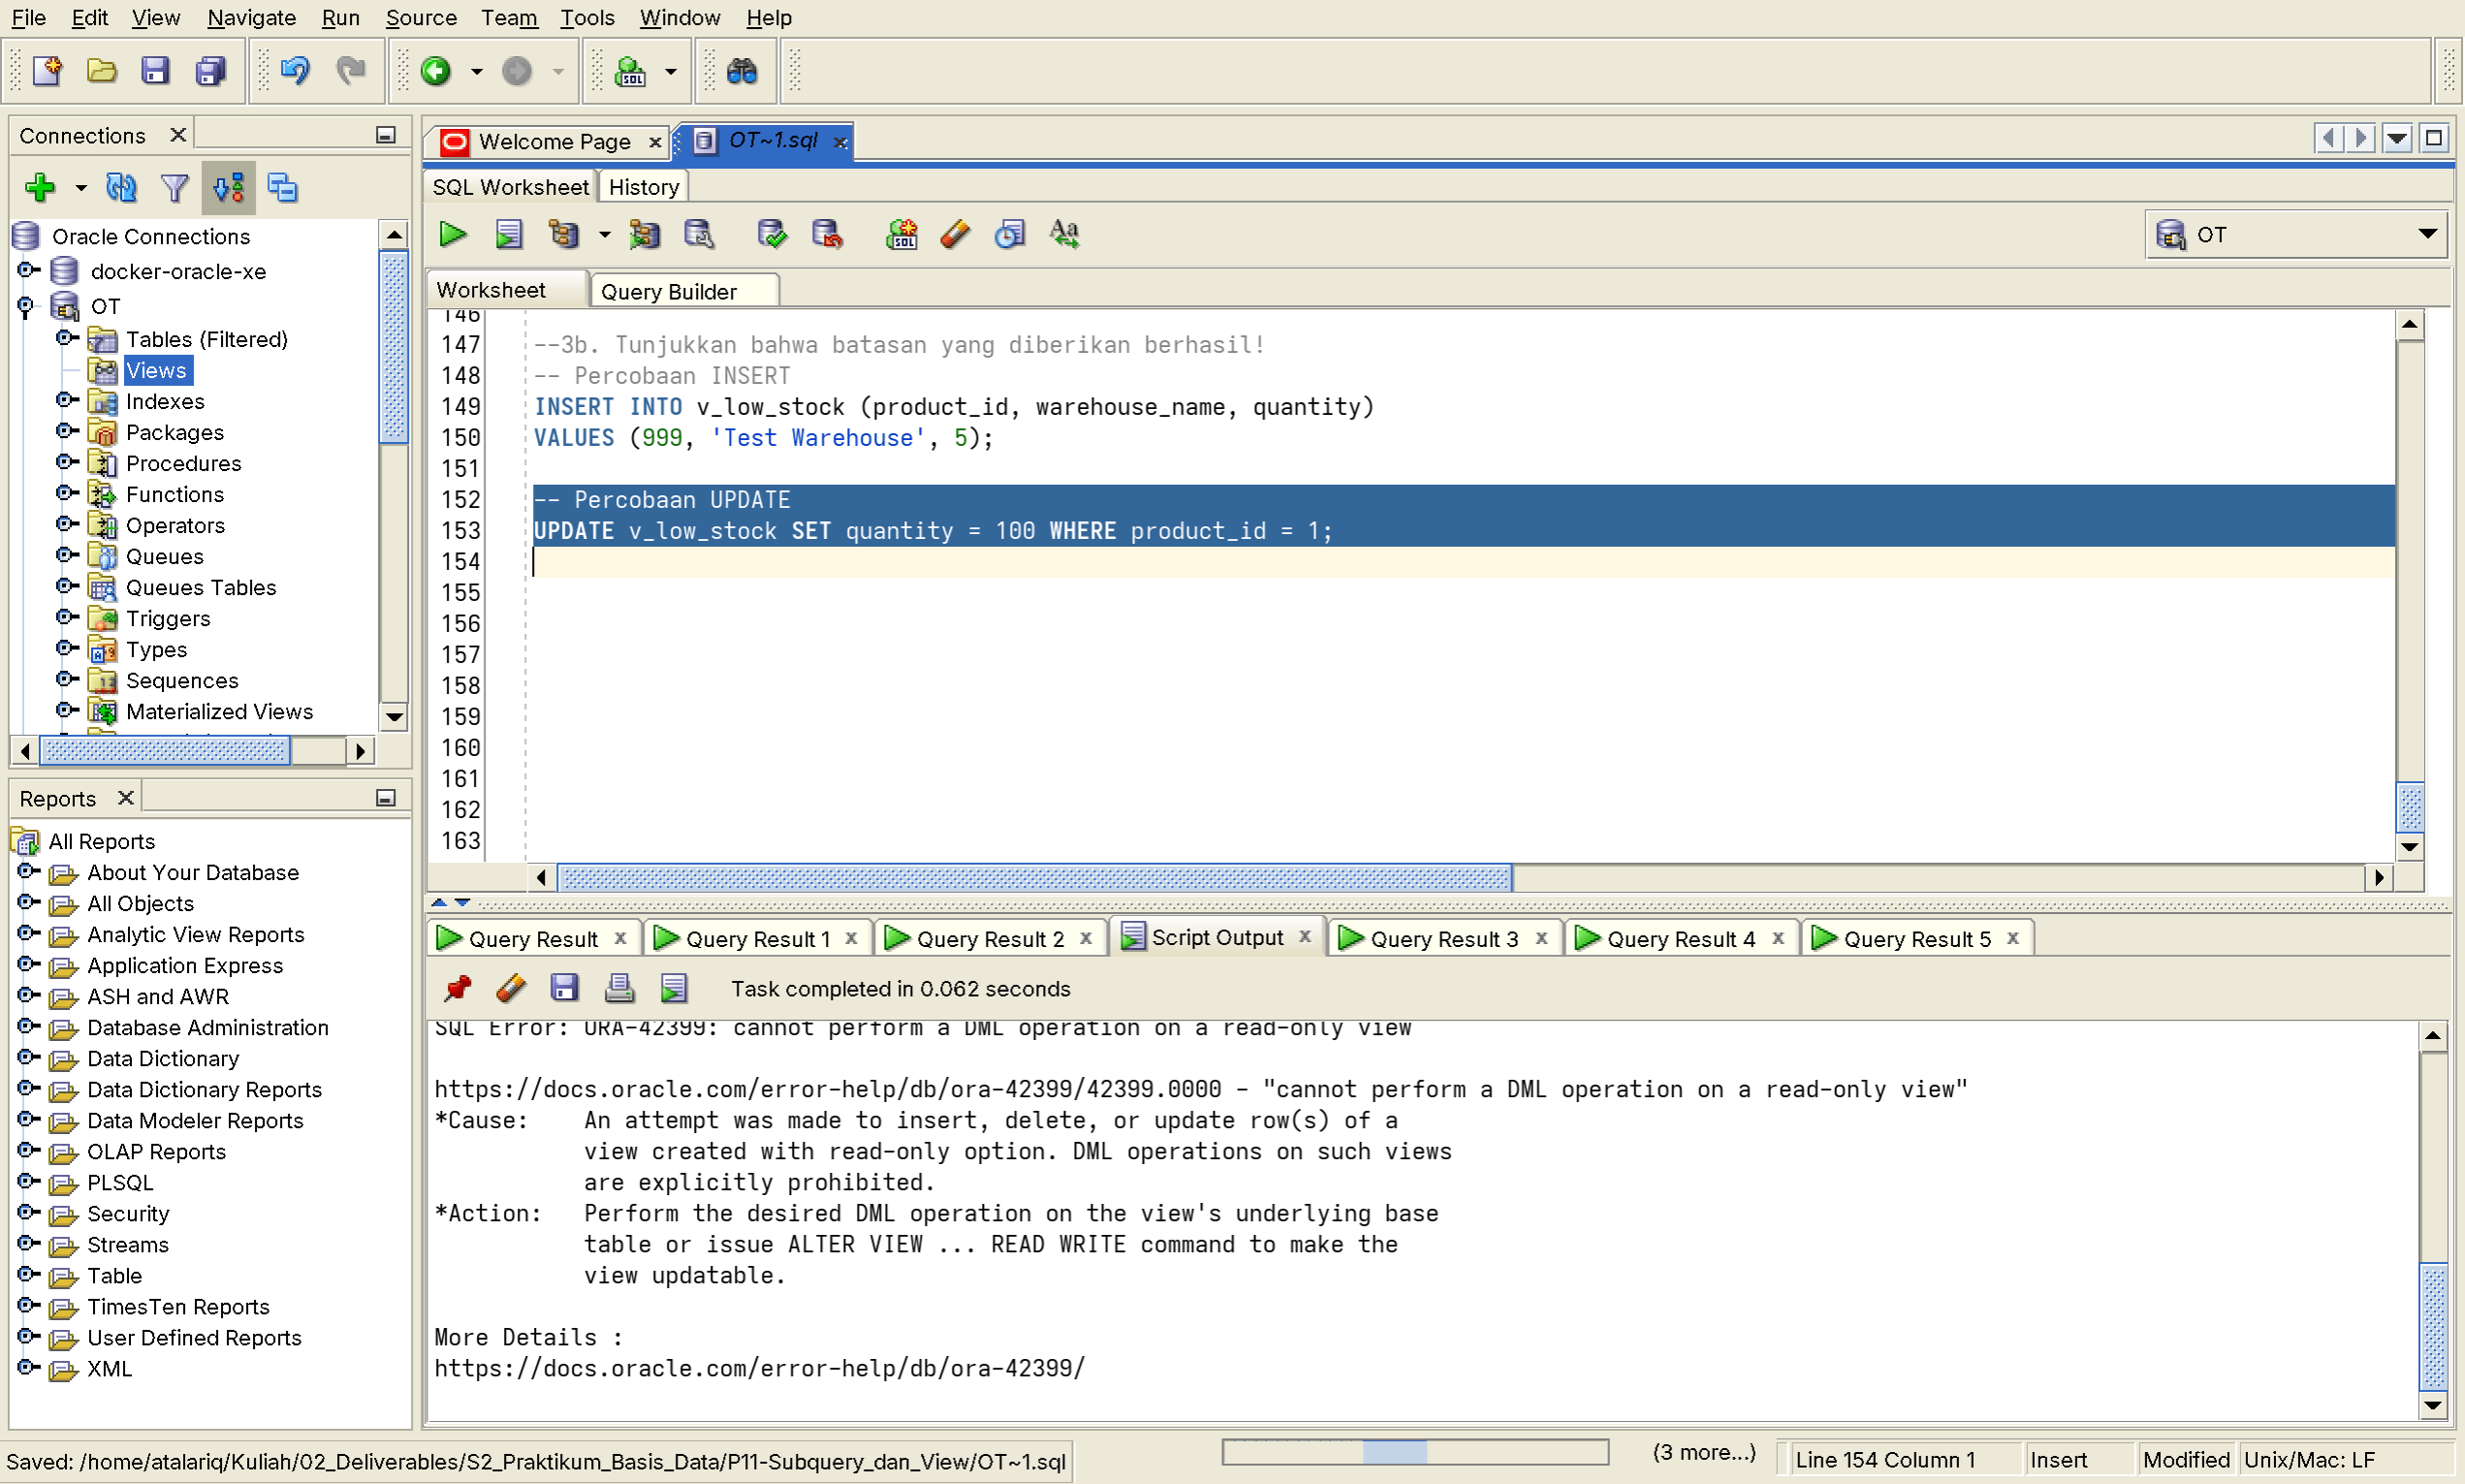 File Edit View Navigate Run Source Team Tools Window Help
Connections
Oracle Connections
docker-oracle-xe
OT
Tables (Filtered)
Views
Indexes
Packages
Procedures
Functions
Operators
Queues
Queues Tables
Triggers
Types
Sequences
Materialized Views
Reports
All Reports
About Your Database
All Objects
Analytic View Reports
Application Express
ASH and AWR
Database Administration
Data Dictionary
Data Dictionary Reports
Data Modeler Reports
OLAP Reports
PLSQL
Security
Streams
Table
TimesTen Reports
User Defined Reports
XML
Welcome Page OT~1.sql
SQL Worksheet History
OT
Worksheet Query Builder
146
147 --3b. Tunjukkan bahwa batasan yang diberikan berhasil!
148 -- Percobaan INSERT
149 INSERT INTO v_low_stock (product_id, warehouse_name, quantity)
150 VALUES (999, 'Test Warehouse', 5);
151
152 -- Percobaan UPDATE
153 UPDATE v_low_stock SET quantity = 100 WHERE product_id = 1;
154
155
156
157
158
159
160
161
162
163
Query Result Query Result 1 Query Result 2 Script Output Query Result 3 Query Result 4 Query Result 5
Task completed in 0.062 seconds
SQL Error: ORA-42399: cannot perform a DML operation on a read-only view
https://docs.oracle.com/error-help/db/ora-42399/42399.0000 - "cannot perform a DML operation on a read-only view"
*Cause: An attempt was made to insert, delete, or update row(s) of a
view created with read-only option. DML operations on such views
are explicitly prohibited.
*Action: Perform the desired DML operation on the view's underlying base
table or issue ALTER VIEW ... READ WRITE command to make the
view updatable.
More Details :
https://docs.oracle.com/error-help/db/ora-42399/
Saved: /home/atalariq/Kuliah/02_Deliverables/S2_Praktikum_Basis_Data/P11-Subquery_dan_View/OT~1.sql (3 more...) Line 154 Column 1 Insert Modified Unix/Mac: LF